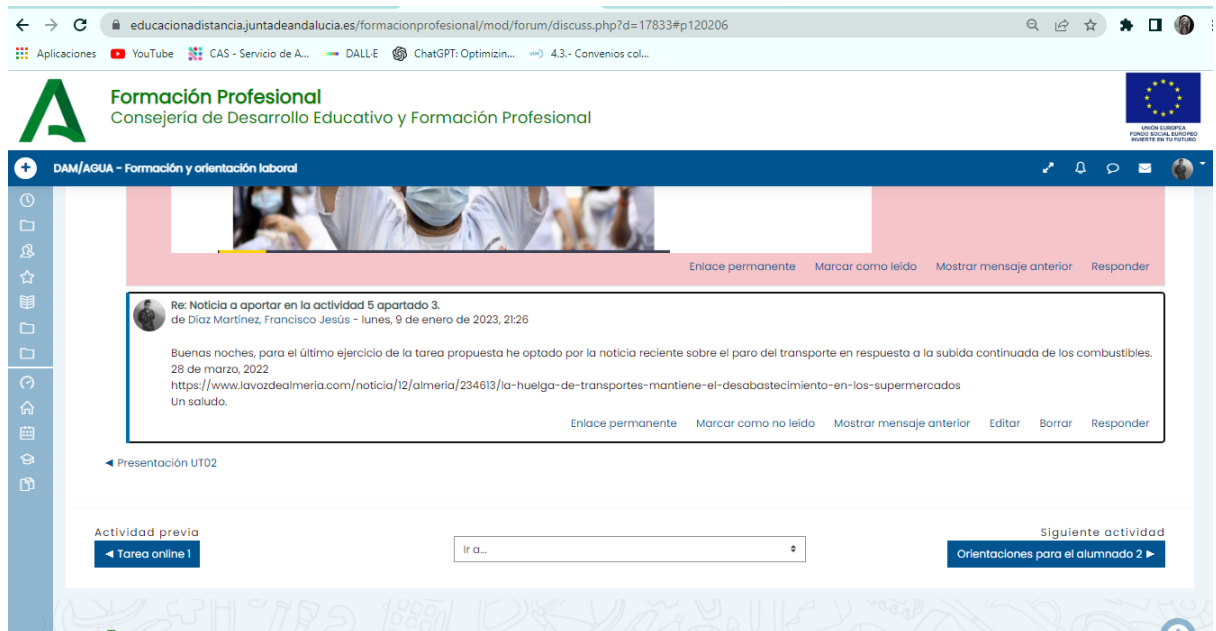 educacionadistancia.juntadeandalucia.es/formacionprofesional/mod/forum/discuss.php?d=17833#p120206
Aplicaciones YouTube CAS - Servicio de A... DALL·E ChatGPT: Optimizin... 4.3.- Convenios col...
Formación Profesional
Consejería de Desarrollo Educativo y Formación Profesional
UNIÓN EUROPEA
FONDO SOCIAL EUROPEO
INVIERTE EN TU FUTURO
DAM/AGUA - Formación y orientación laboral
Enlace permanente Marcar como leído Mostrar mensaje anterior Responder
Re: Noticia a aportar en la actividad 5 apartado 3.
de Díaz Martínez, Francisco Jesús - lunes, 9 de enero de 2023, 21:26
Buenas noches, para el último ejercicio de la tarea propuesta he optado por la noticia reciente sobre el paro del transporte en respuesta a la subida continuada de los combustibles.
28 de marzo, 2022
https://www.lavozdealmeria.com/noticia/12/almeria/234613/la-huelga-de-transportes-mantiene-el-desabastecimiento-en-los-supermercados
Un saludo.
Enlace permanente Marcar como no leído Mostrar mensaje anterior Editar Borrar Responder
◄ Presentación UT02
Actividad previa
◄ Tarea online 1
Ir a...
Siguiente actividad
Orientaciones para el alumnado 2 ►